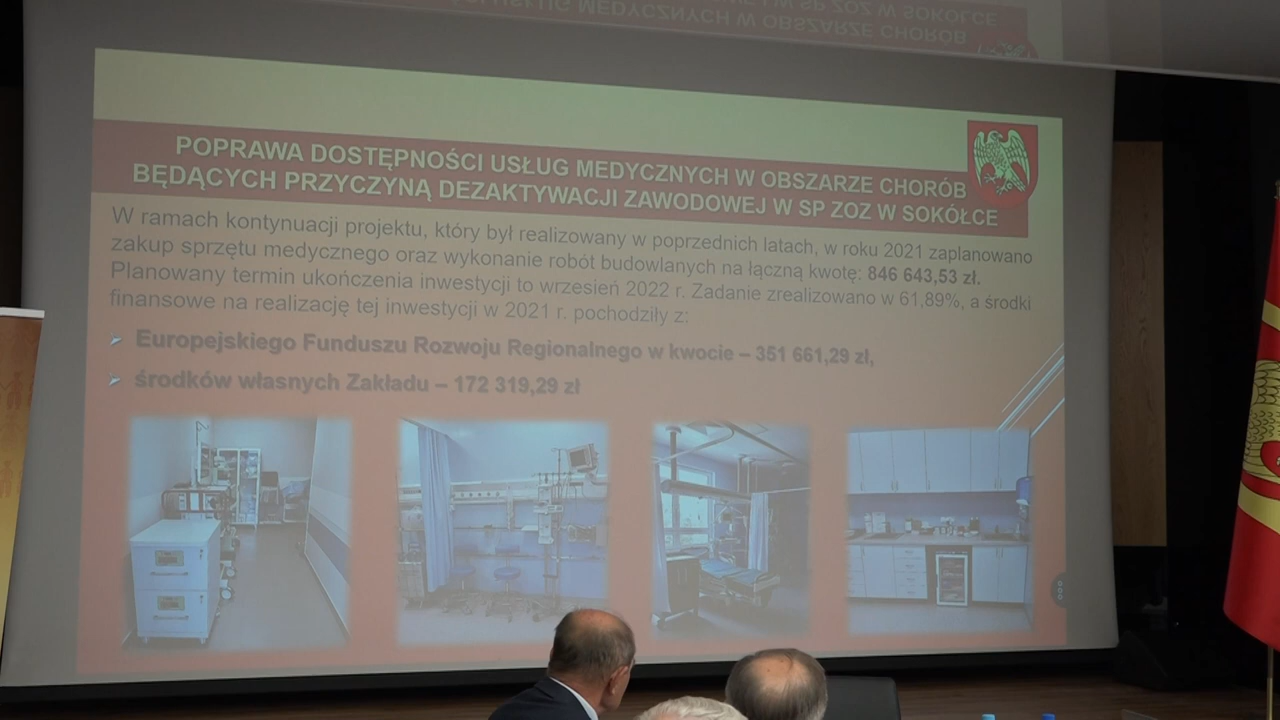 POPRAWA DOSTĘPNOŚCI USŁUG MEDYCZNYCH W OBSZARZE CHORÓB
BĘDĄCYCH PRZYCZYNĄ DEZAKTYWACJI ZAWODOWEJ W SP ZOZ W SOKÓŁCE
W ramach kontynuacji projektu, który był realizowany w poprzednich latach, w roku 2021 zaplanowano
zakup sprzętu medycznego oraz wykonanie robót budowlanych na łączną kwotę: 846 643,53 zł.
Planowany termin ukończenia inwestycji to wrzesień 2022 r. Zadanie zrealizowano w 61,89%, a środki
finansowe na realizację tej inwestycji w 2021 r. pochodziły z:
Europejskiego Funduszu Rozwoju Regionalnego w kwocie – 351 661,29 zł,
środków własnych Zakładu – 172 319,29 zł